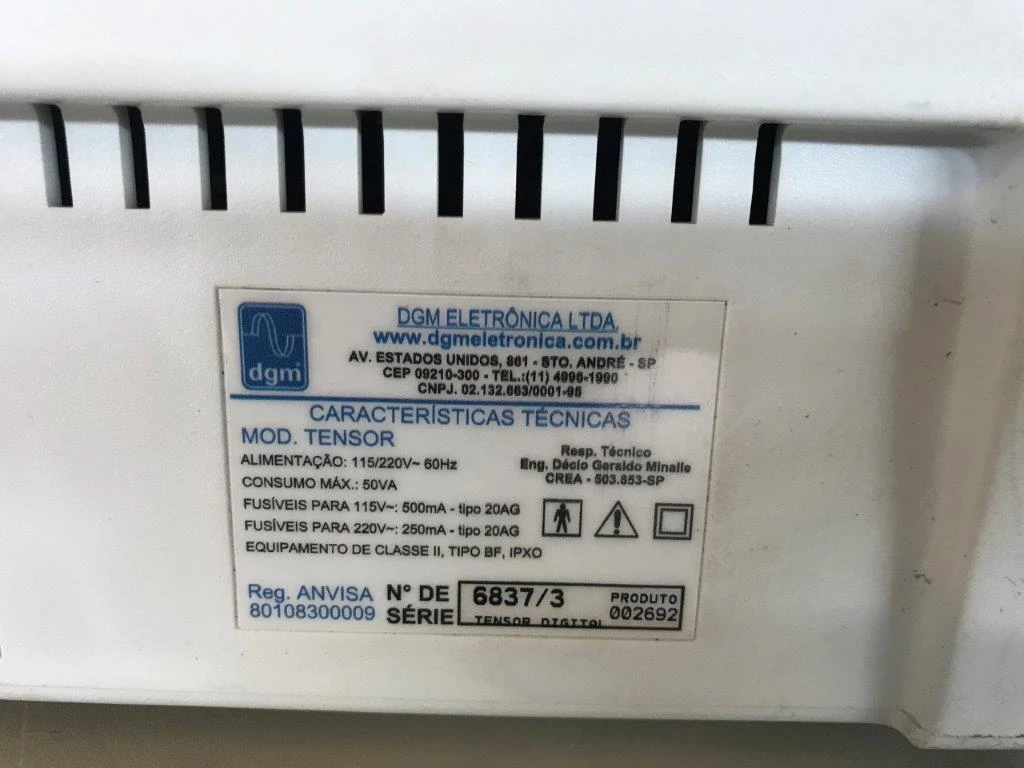 dgm
DGM ELETRÔNICA LTDA.
www.dgmeletronica.com.br
AV. ESTADOS UNIDOS, 861 - STO. ANDRÉ - SP
CEP 09210-300 - TEL.:(11) 4996-1990
CNPJ. 02.132.663/0001-95
CARACTERÍSTICAS TÉCNICAS
MOD. TENSOR
ALIMENTAÇÃO: 115/220V~ 60Hz
CONSUMO MÁX.: 50VA
FUSÍVEIS PARA 115V~: 500mA - tipo 20AG
FUSÍVEIS PARA 220V~: 250mA - tipo 20AG
EQUIPAMENTO DE CLASSE II, TIPO BF, IPXO
Resp. Técnico
Eng. Décio Geraldo Minalle
CREA - 503.853-SP
Reg. ANVISA
80108300009
Nº DE
SÉRIE
6837/3
TENSOR DIGITAL
PRODUTO
002692